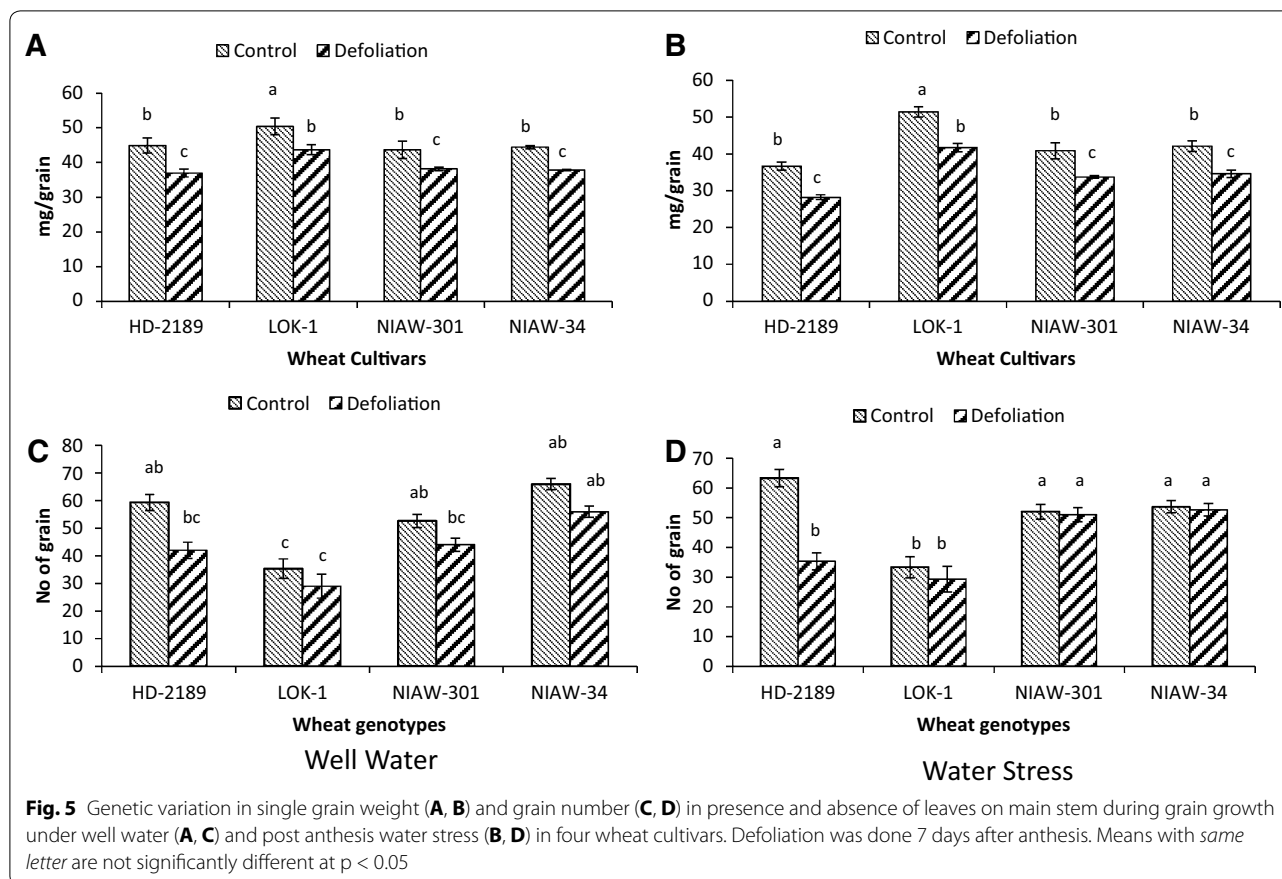 A
Control Defoliation
a
b b b b
c c c
60
50
40
30
20
10
0
mg/grain
HD-2189 LOK-1 NIAW-301 NIAW-34
Wheat Cultivars
B
Control Defoliation
a
b b b b
c c c
60
50
40
30
20
10
0
mg/grain
HD-2189 LOK-1 NIAW-301 NIAW-34
Wheat Cultivars
C
Control Defoliation
ab bc c c ab bc ab ab
80
70
60
50
40
30
20
10
0
No of grain
HD-2189 LOK-1 NIAW-301 NIAW-34
Wheat genotypes
Well Water
D
Control Defoliation
a b b b a a a a
70
60
50
40
30
20
10
0
No of grain
HD-2189 LOK-1 NIAW-301 NIAW-34
Wheat genotypes
Water Stress
Fig. 5 Genetic variation in single grain weight (A, B) and grain number (C, D) in presence and absence of leaves on main stem during grain growth
under well water (A, C) and post anthesis water stress (B, D) in four wheat cultivars. Defoliation was done 7 days after anthesis. Means with same
letter are not significantly different at p < 0.05